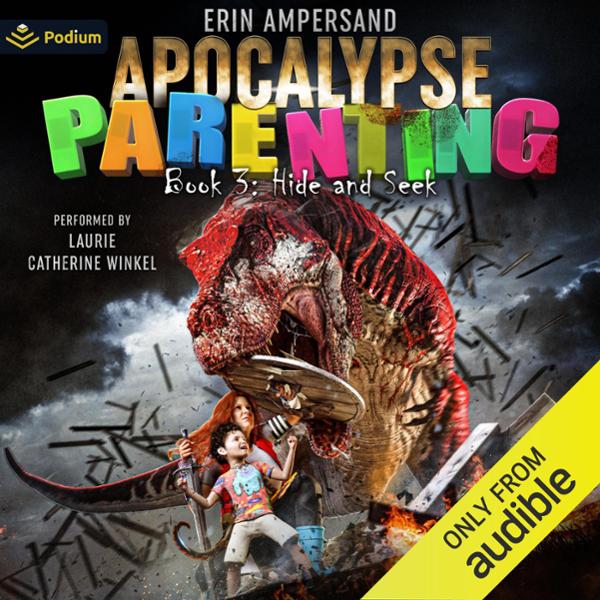 Podium
ERIN AMPERSAND
APOCALYPSE
PARENTING
Book 3: Hide and Seek
PERFORMED BY
LAURIE
CATHERINE WINKEL
ONLY FROM
audible